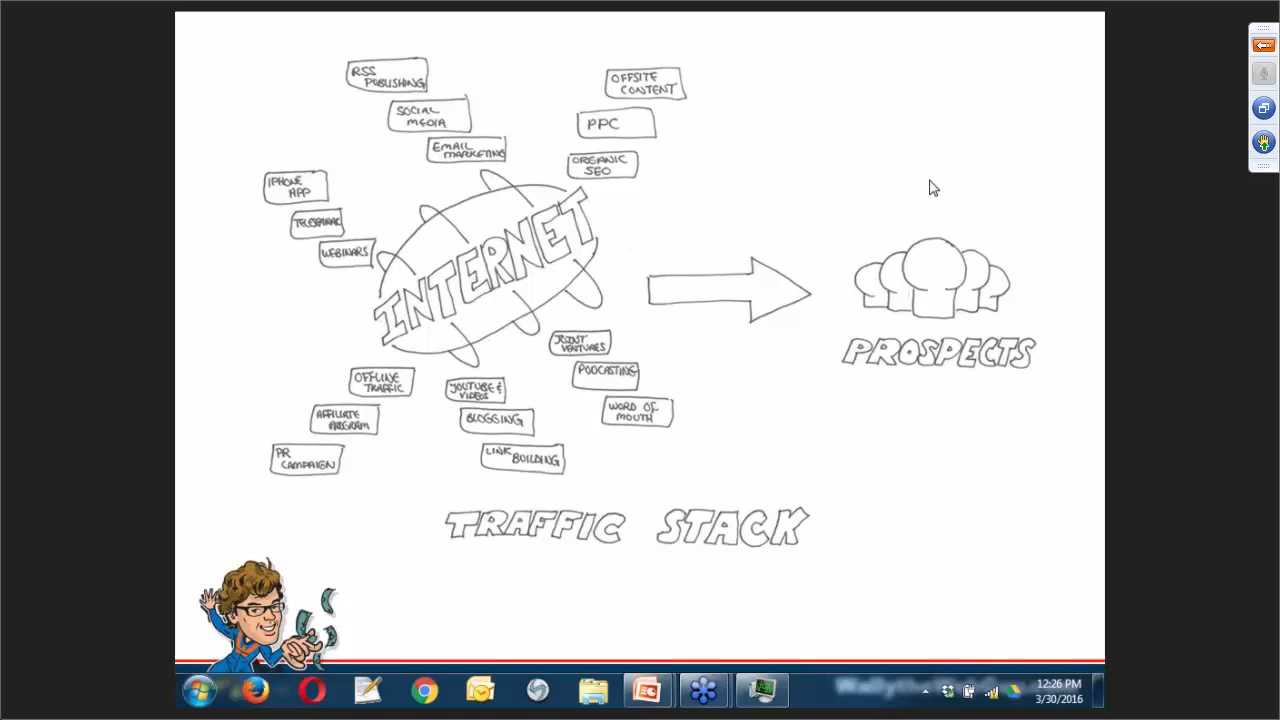 RSS
PUBLISHING
SOCIAL
MEDIA
EMAIL
MARKETING
OFFSITE
CONTENT
PPC
ORGANIC
SEO
IPHONE
APP
TELESEMINAR
WEBINARS
INTERNET
PROSPECTS
JOINT
VENTURES
PODCASTING
WORD OF
MOUTH
OFFLINE
TRAFFIC
AFFILIATE
PROGRAM
PR
CAMPAIGN
YOUTUBE &
VIDEOS
BLOGGING
LINK
BUILDING
TRAFFIC STACK
12:26 PM
3/30/2016